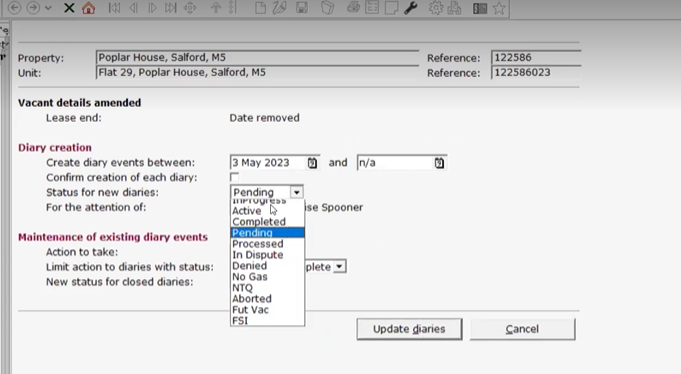 Property: Poplar House, Salford, M5 Reference: 122586
Unit: Flat 29, Poplar House, Salford, M5 Reference: 122586023
Vacant details amended
Lease end: Date removed
Diary creation
Create diary events between: 3 May 2023 and n/a
Confirm creation of each diary:
Status for new diaries: Pending
InProgress
For the attention of: Active ise Spooner
Completed
Pending
Maintenance of existing diary events
Processed
Action to take: In Dispute
Limit action to diaries with status: Denied plete
No Gas
New status for closed diaries:
NTQ
Aborted
Fut Vac
FSI
Update diaries Cancel